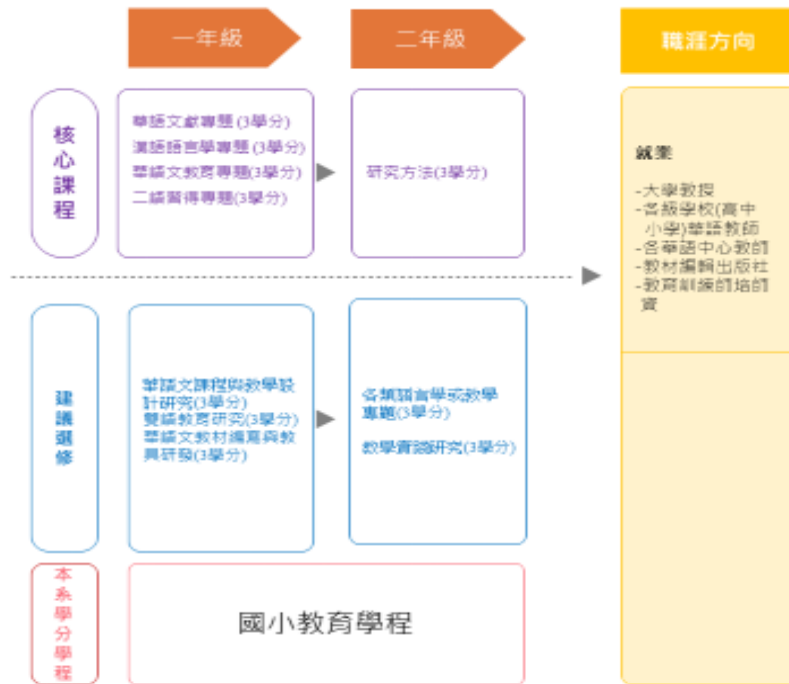 一年級
二年級
職涯方向
核心課程
華語文獻專題(3學分)
漢語語言學專題(3學分)
華語文教育專題(3學分)
二語習得專題(3學分)
研究方法(3學分)
就業
-大學教授
-各級學校(高中
小學)華語教師
-各華語中心教師
-教材編輯出版社
-教育訓練師培師
資
建議選修
華語文課程與教學設
計研究(3學分)
雙語教育研究(3學分)
華語文教材編寫與教
具研發(3學分)
各類語言學或教學
專題(3學分)
教學實踐研究(3學分)
本系學分學程
國小教育學程